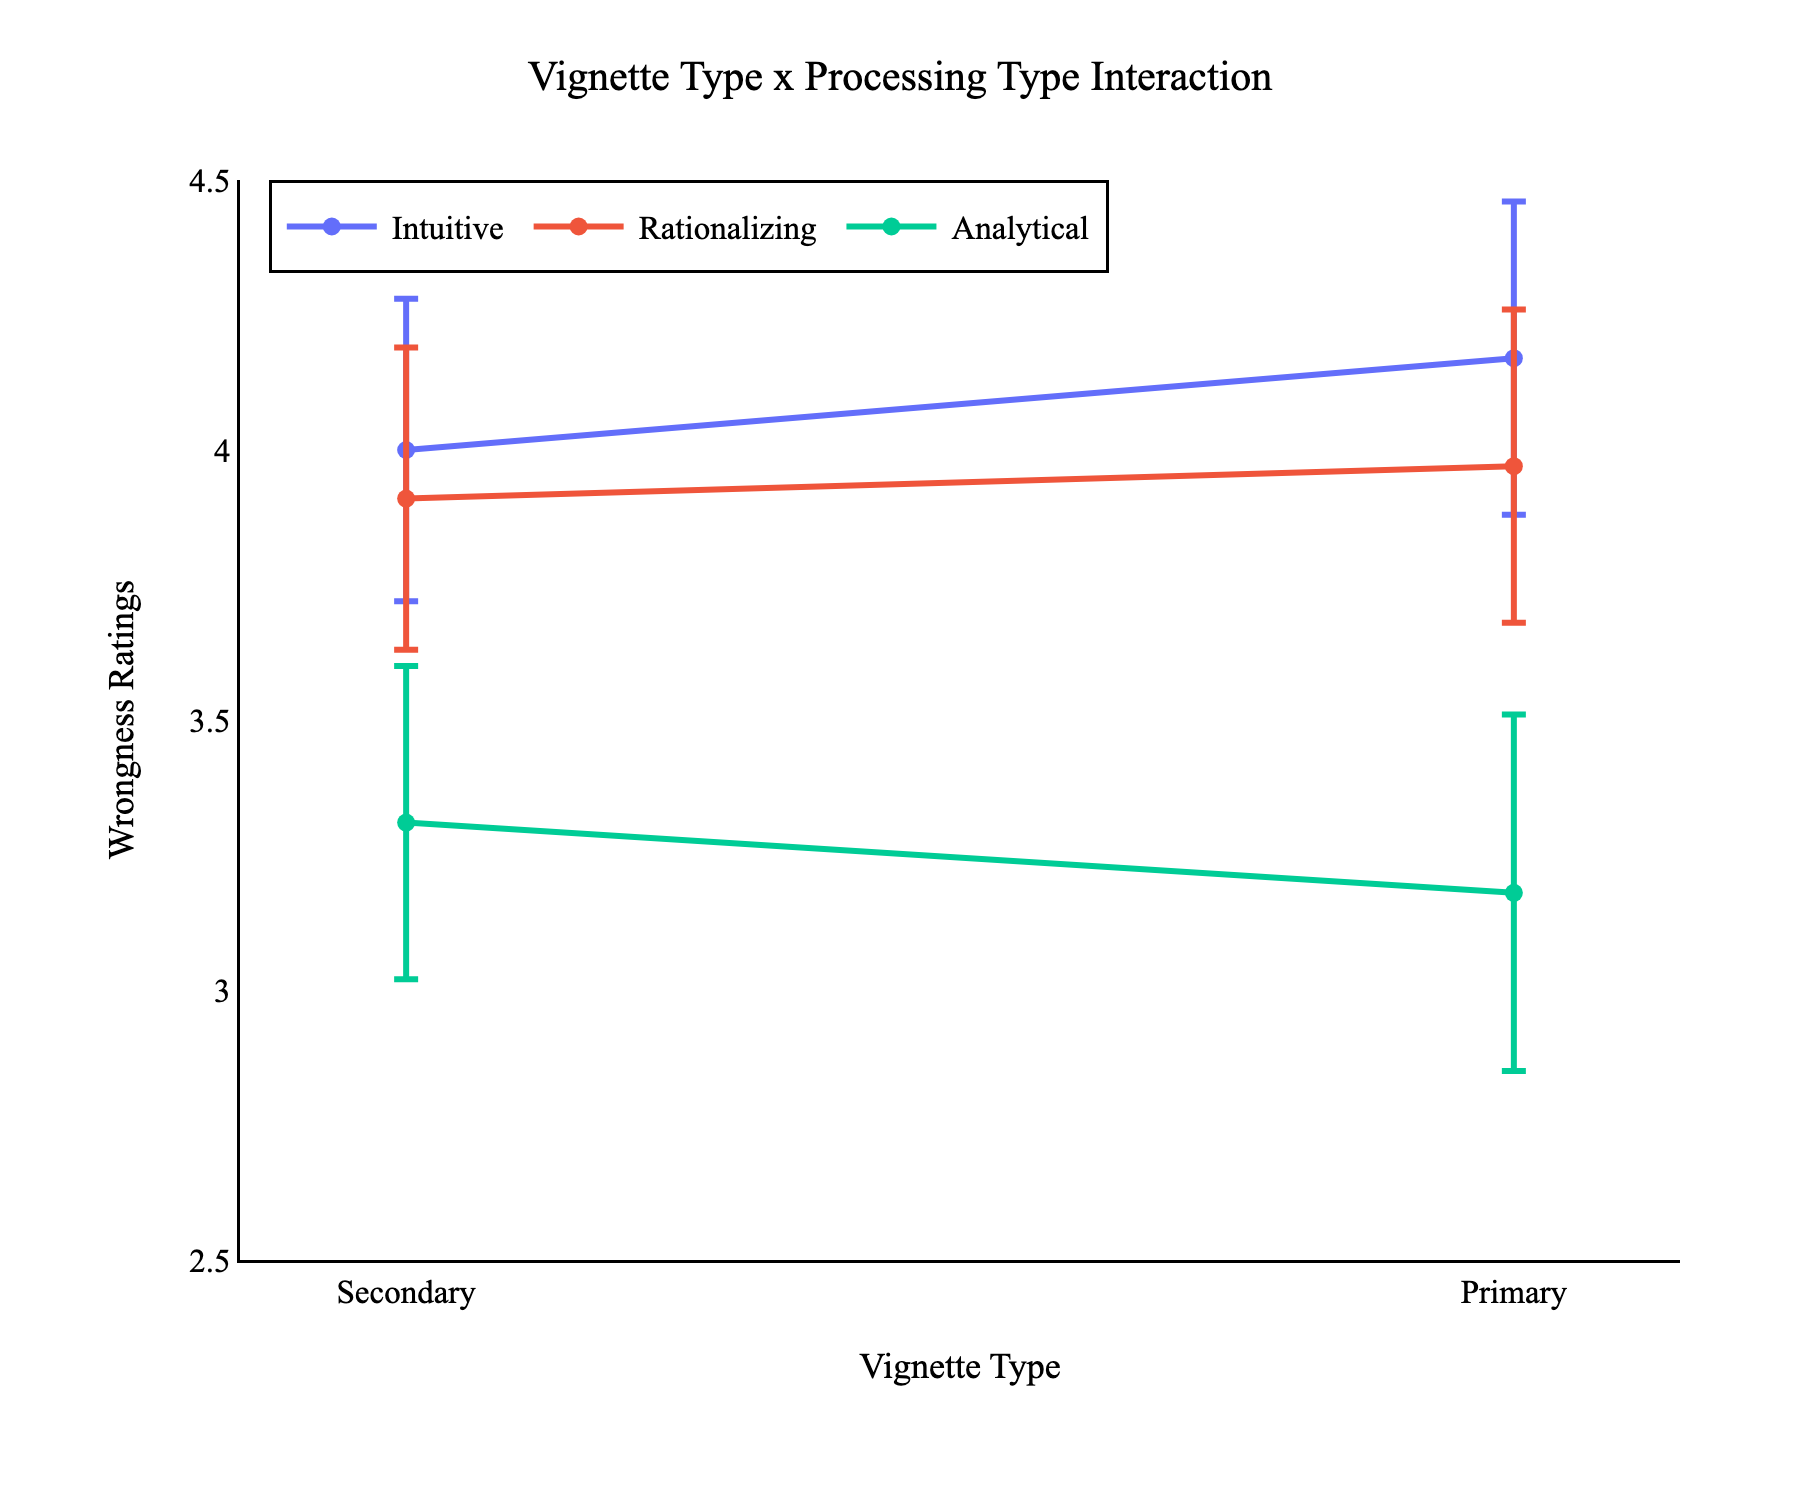 Vignette Type x Processing Type Interaction
Intuitive Rationalizing Analytical
4.5
4
3.5
3
2.5
Wrongness Ratings
Secondary Primary
Vignette Type